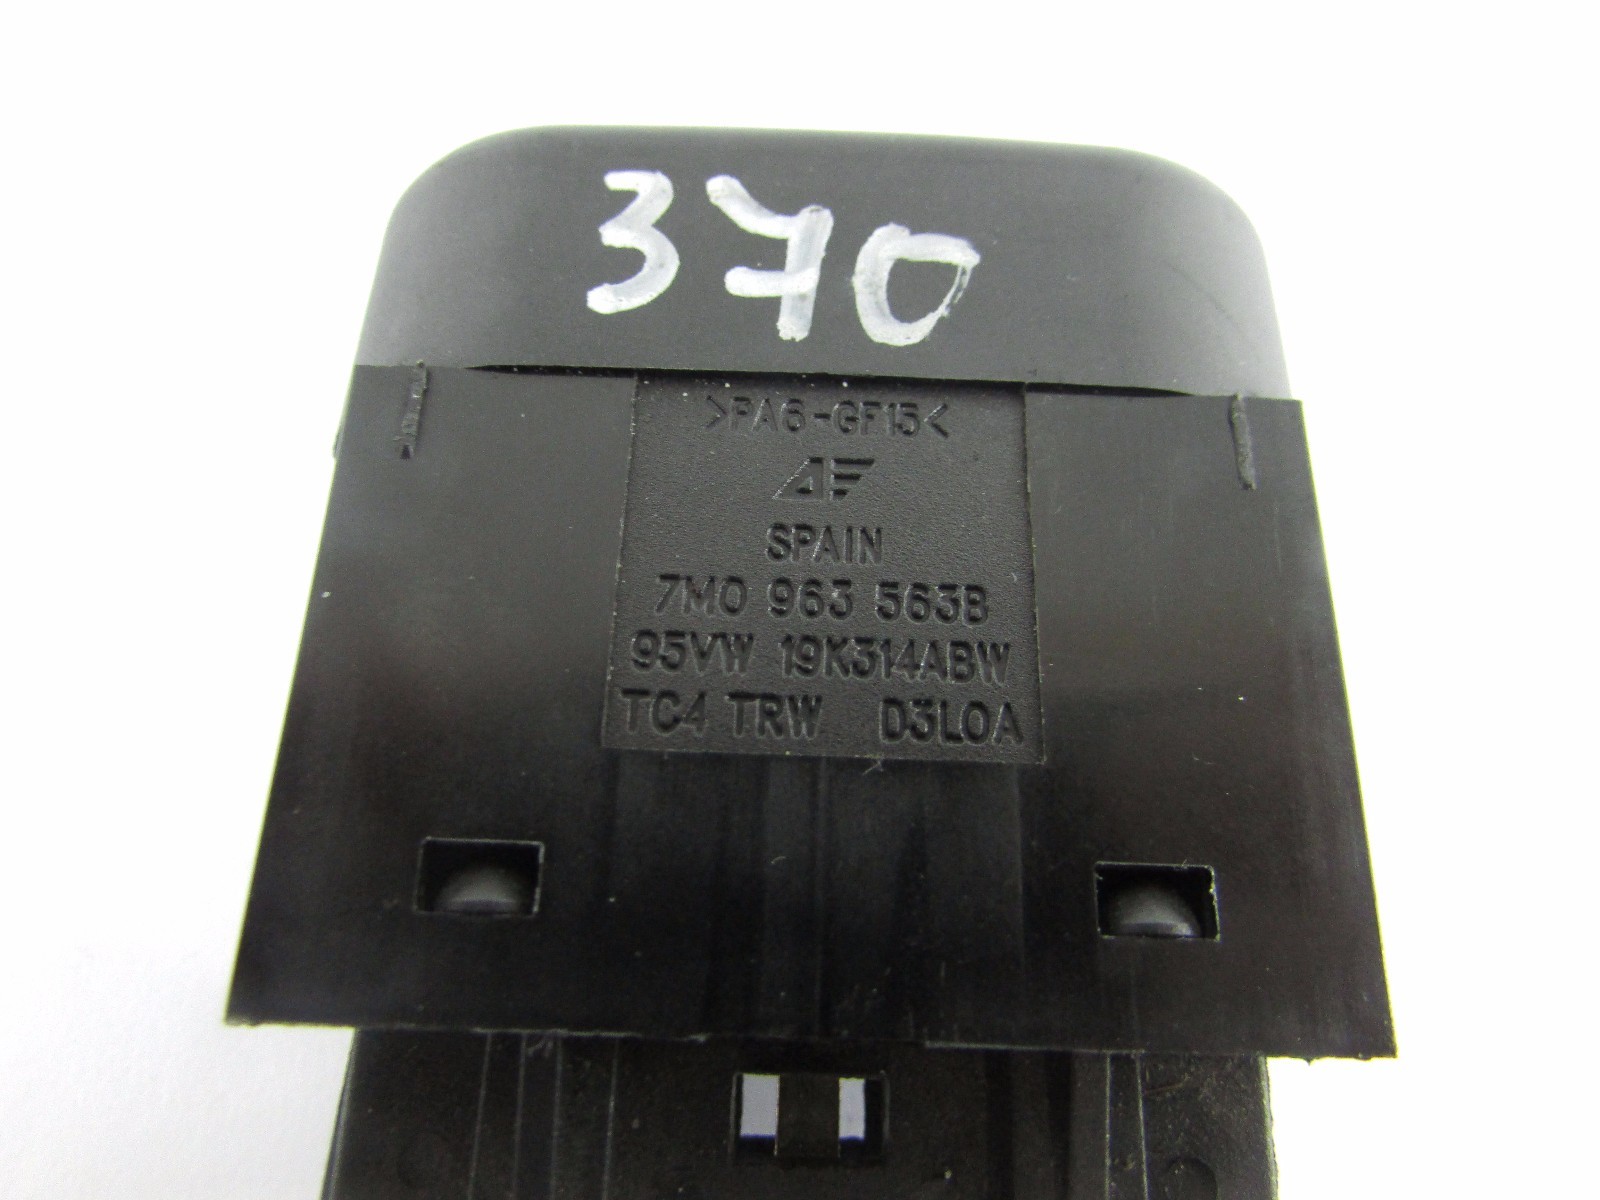 370
>PA6-GF15<
SPAIN
7M0 963 563B
95VW 19K314ABW
TC4 TRW D3L0A